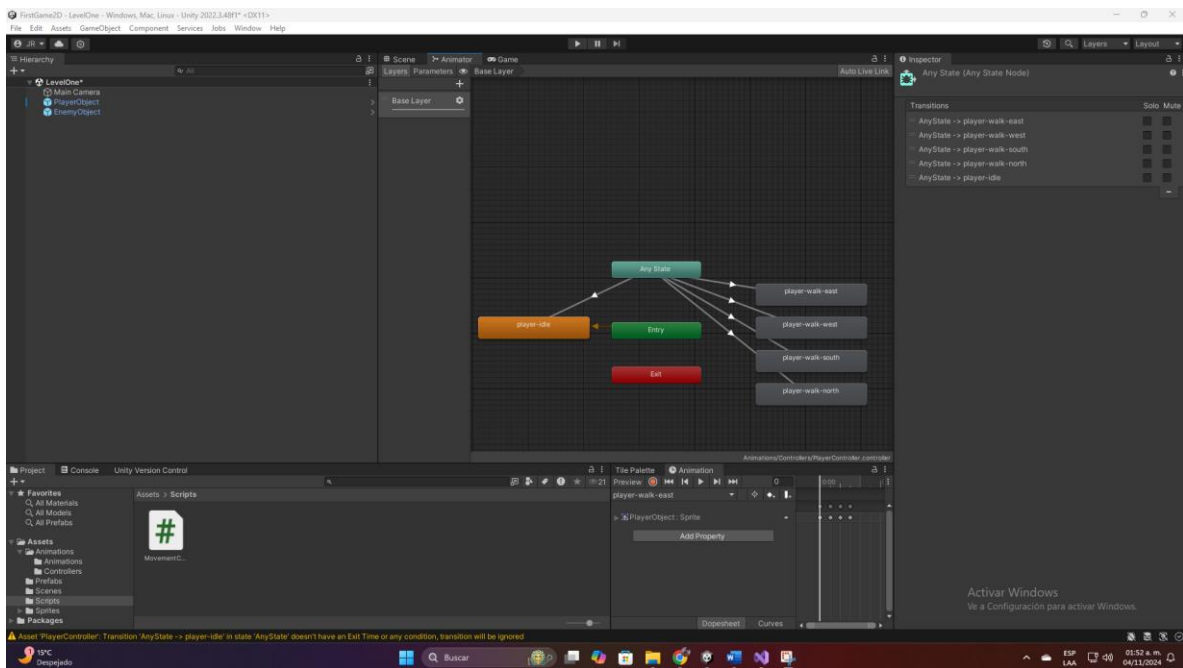 FirstGame2D - LevelOne - Windows, Mac, Linux - Unity 2022.3.48f1* <DX11>
File Edit Assets GameObject Component Services Jobs Window Help
JR
Layers
Layout
Hierarchy
All
LevelOne*
Main Camera
PlayerObject
EnemyObject
Scene Animator Game
Layers Parameters Base Layer Auto Live Link
Base Layer
Any State
player-idle
Entry
Exit
player-walk-east
player-walk-west
player-walk-south
player-walk-north
Animations/Controllers/PlayerController.controller
Inspector
Any State (Any State Node)
Transitions Solo Mute
AnyState -> player-walk-east
AnyState -> player-walk-west
AnyState -> player-walk-south
AnyState -> player-walk-north
AnyState -> player-idle
Project Console Unity Version Control
21
Favorites
All Materials
All Models
All Prefabs
Assets
Animations
Animations
Controllers
Prefabs
Scenes
Scripts
Sprites
Packages
Assets > Scripts
#
MovementC...
Tile Palette Animation
Preview 0 0:00
player-walk-east
PlayerObject : Sprite
Add Property
Dopesheet Curves
Activar Windows
Ve a Configuración para activar Windows.
Asset 'PlayerController': Transition 'AnyState -> player-idle' in state 'AnyState' doesn't have an Exit Time or any condition, transition will be ignored
1
15°C
Despejado
Buscar
ESP
LAA
01:52 a. m.
04/11/2024